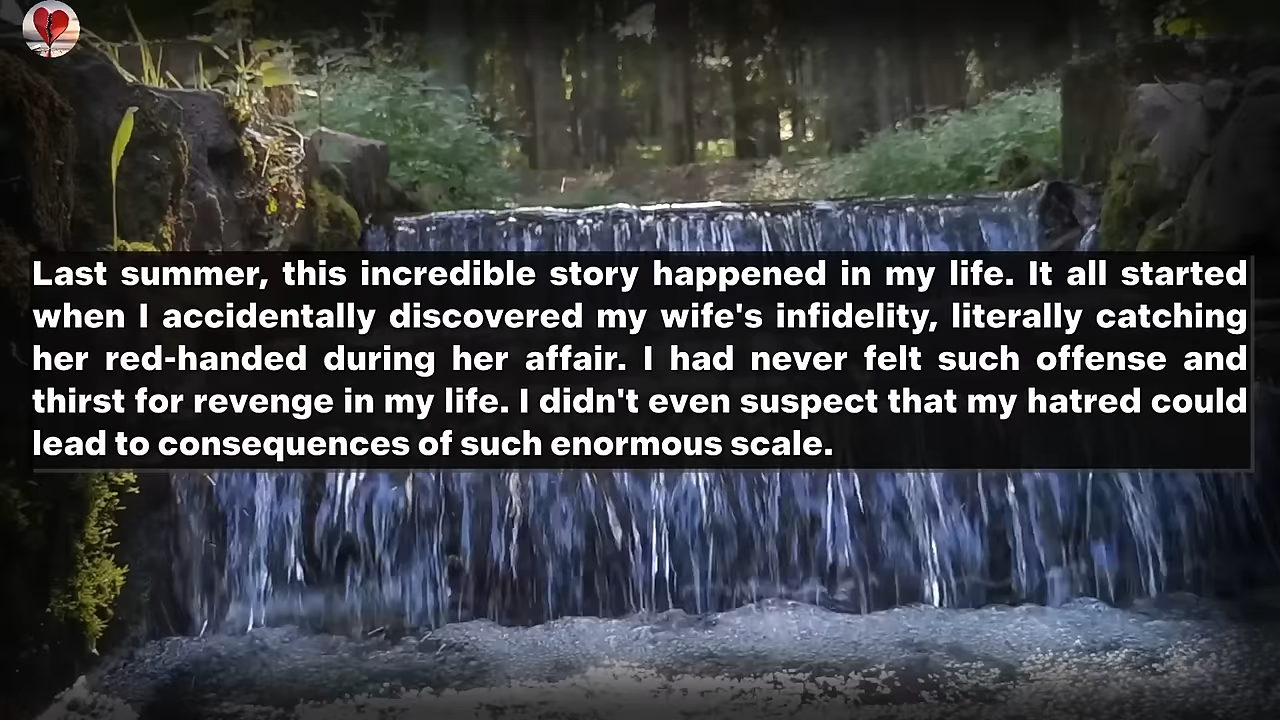 Last summer, this incredible story happened in my life. It all started
when I accidentally discovered my wife's infidelity, literally catching
her red-handed during her affair. I had never felt such offense and
thirst for revenge in my life. I didn't even suspect that my hatred could
lead to consequences of such enormous scale.